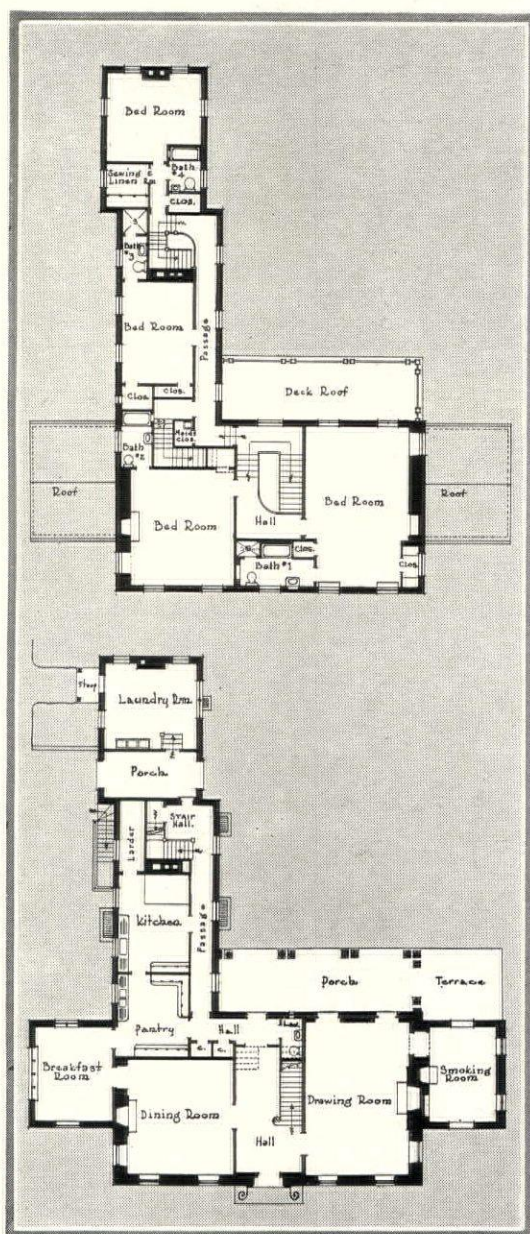 Bed Room
Sewing &
Linen Rm
Bath
#4
Clos.
Bath
#3
Bed Room
Passage
Clos.
Clos.
Deck Roof
Bath
#2
Maids
Clos.
Roof
Bed Room
Hall
Bed Room
Roof
Bath #1
Clos.
Clos.
Laundry Rm
Porch
Stair
Hall.
Larder
Kitchen
Passage
Porch
Terrace
Pantry
Hall
C.
C.
Breakfast
Room
Dining Room
Hall
Drawing Room
Smoking
Room